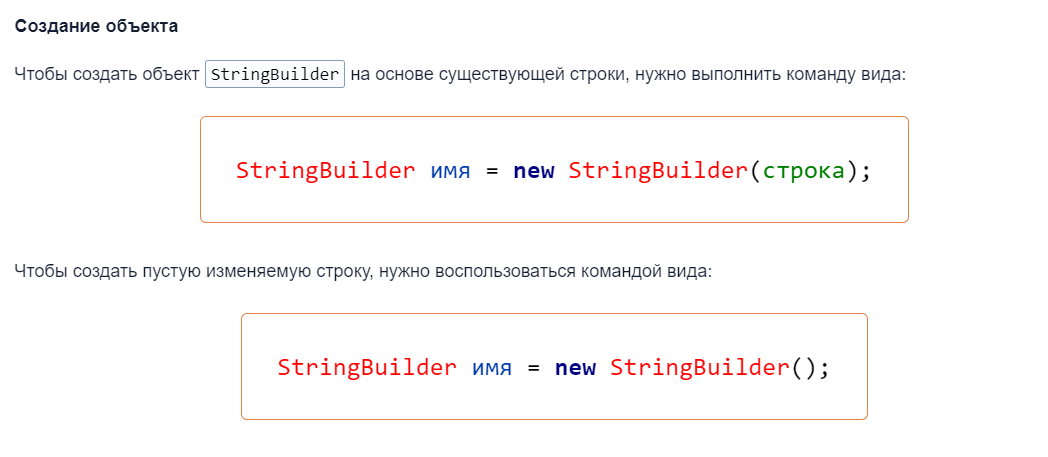 Создание объекта
Чтобы создать объект StringBuilder на основе существующей строки, нужно выполнить команду вида:
StringBuilder имя = new StringBuilder(строка);
Чтобы создать пустую изменяемую строку, нужно воспользоваться командой вида:
StringBuilder имя = new StringBuilder();